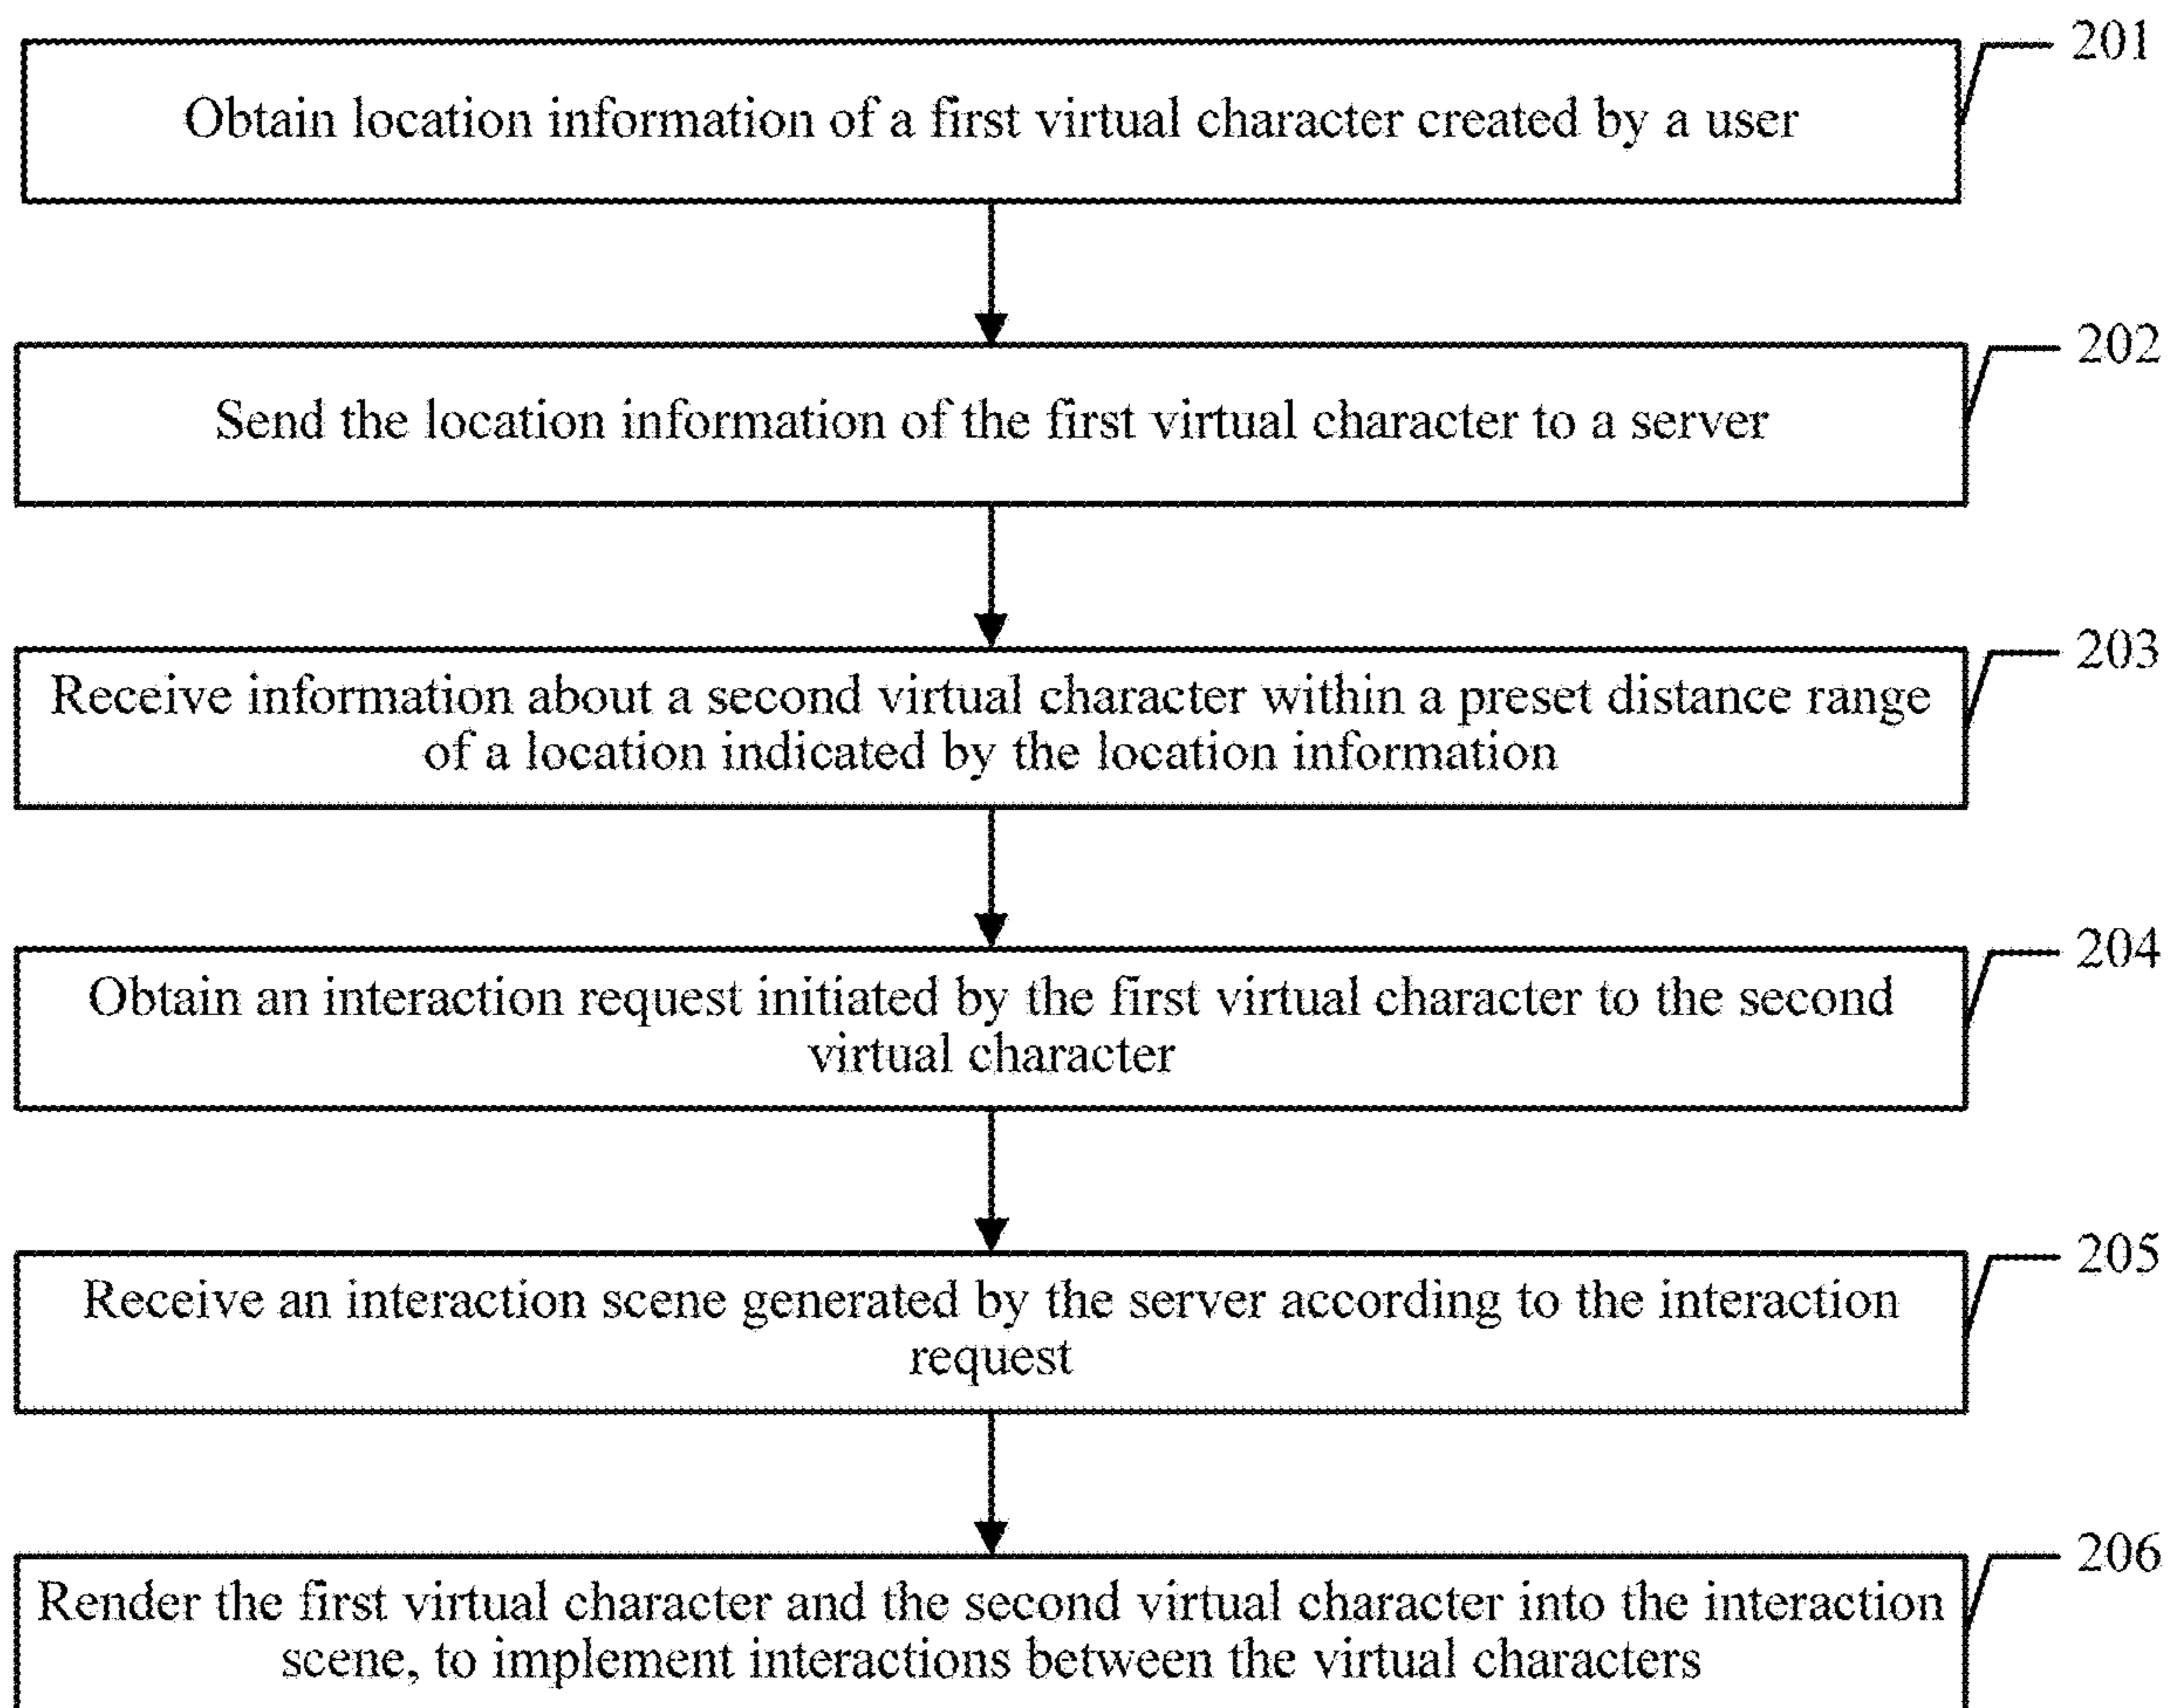 201
Obtain location information of a first virtual character created by a user
202
Send the location information of the first virtual character to a server
203
Receive information about a second virtual character within a preset distance range
of a location indicated by the location information
204
Obtain an interaction request initiated by the first virtual character to the second
virtual character
205
Receive an interaction scene generated by the server according to the interaction
request
206
Render the first virtual character and the second virtual character into the interaction
scene, to implement interactions between the virtual characters